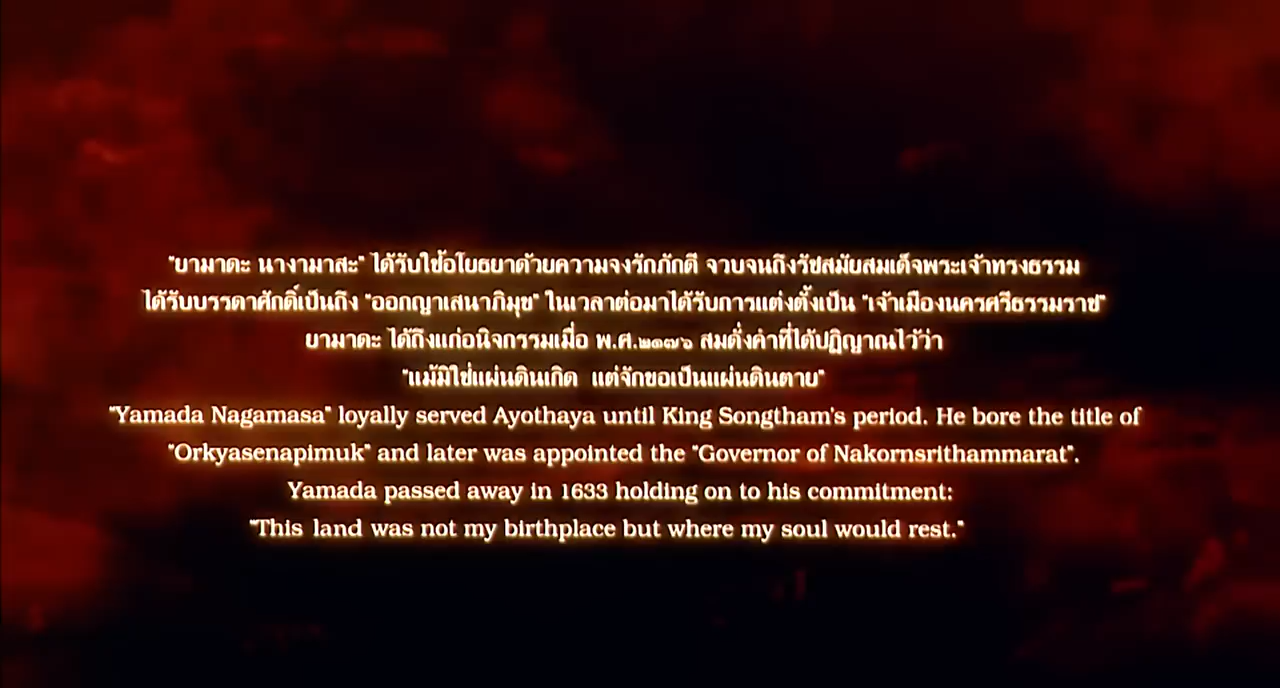 "ยามาดะ นางามาสะ" ได้รับใช้อโยธยาด้วยความจงรักภักดี จวบจนถึงรัชสมัยสมเด็จพระเจ้าทรงธรรม
ได้รับบรรดาศักดิ์เป็นถึง "ออกญาเสนาภิมุข" ในเวลาต่อมาได้รับการแต่งตั้งเป็น "เจ้าเมืองนครศรีธรรมราช"
ยามาดะ ได้ถึงแก่อนิจกรรมเมื่อ พ.ศ.๒๑๗๖ สมดั่งคำที่ได้ปฏิญาณไว้ว่า
"แม้มิใช่แผ่นดินเกิด แต่จักขอเป็นแผ่นดินตาย"
"Yamada Nagamasa" loyally served Ayothaya until King Songtham's period. He bore the title of
"Orkyasenapimuk" and later was appointed the "Governor of Nakornsrithammarat".
Yamada passed away in 1633 holding on to his commitment:
"This land was not my birthplace but where my soul would rest."